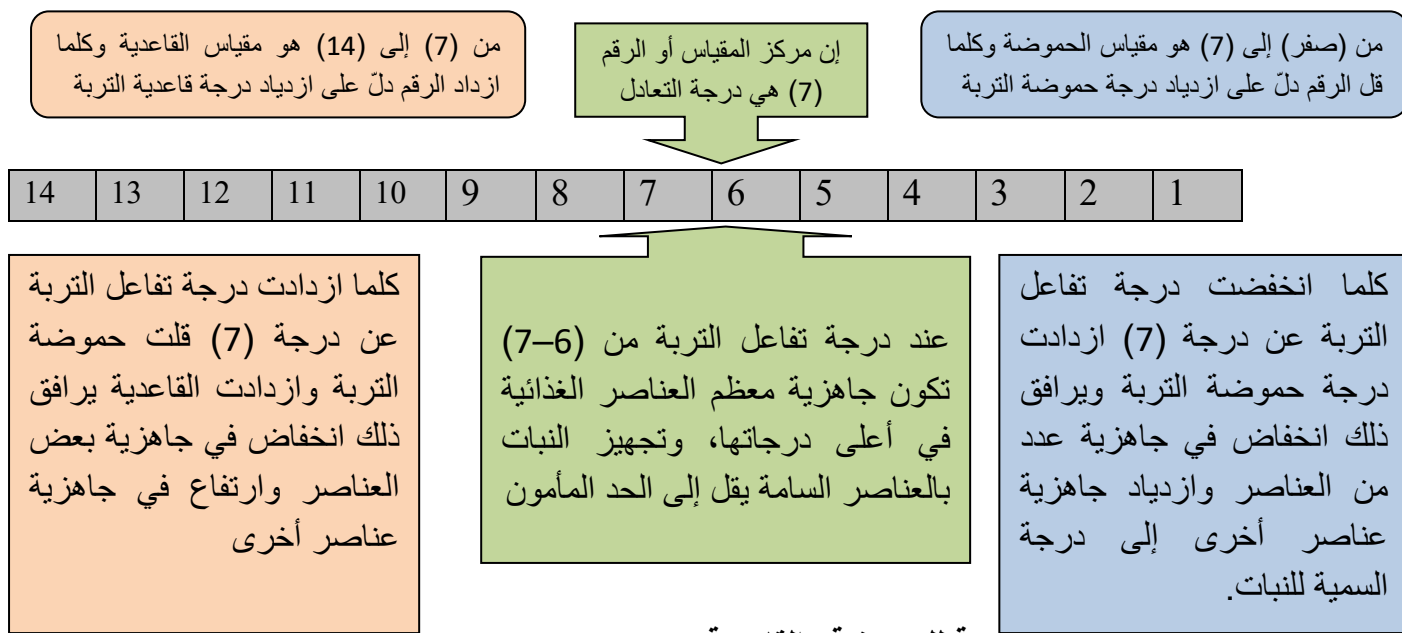 من (صفر) إلى (7) هو مقياس الحموضة وكلما
قل الرقم دلّ على ازدياد درجة حموضة التربة
إن مركز المقياس أو الرقم
(7) هي درجة التعادل
من (7) إلى (14) هو مقياس القاعدية وكلما
ازداد الرقم دلّ على ازدياد درجة قاعدية التربة
1 2 3 4 5 6 7 8 9 10 11 12 13 14
كلما انخفضت درجة تفاعل
التربة عن درجة (7) ازدادت
درجة حموضة التربة ويرافق
ذلك انخفاض في جاهزية عدد
من العناصر وازدياد جاهزية
عناصر أخرى إلى درجة
السمية للنبات.
عند درجة تفاعل التربة من (6–7)
تكون جاهزية معظم العناصر الغذائية
في أعلى درجاتها، وتجهيز النبات
بالعناصر السامة يقل إلى الحد المأمون
كلما ازدادت درجة تفاعل التربة
عن درجة (7) قلت حموضة
التربة وازدادت القاعدية يرافق
ذلك انخفاض في جاهزية بعض
العناصر وارتفاع في جاهزية
عناصر أخرى